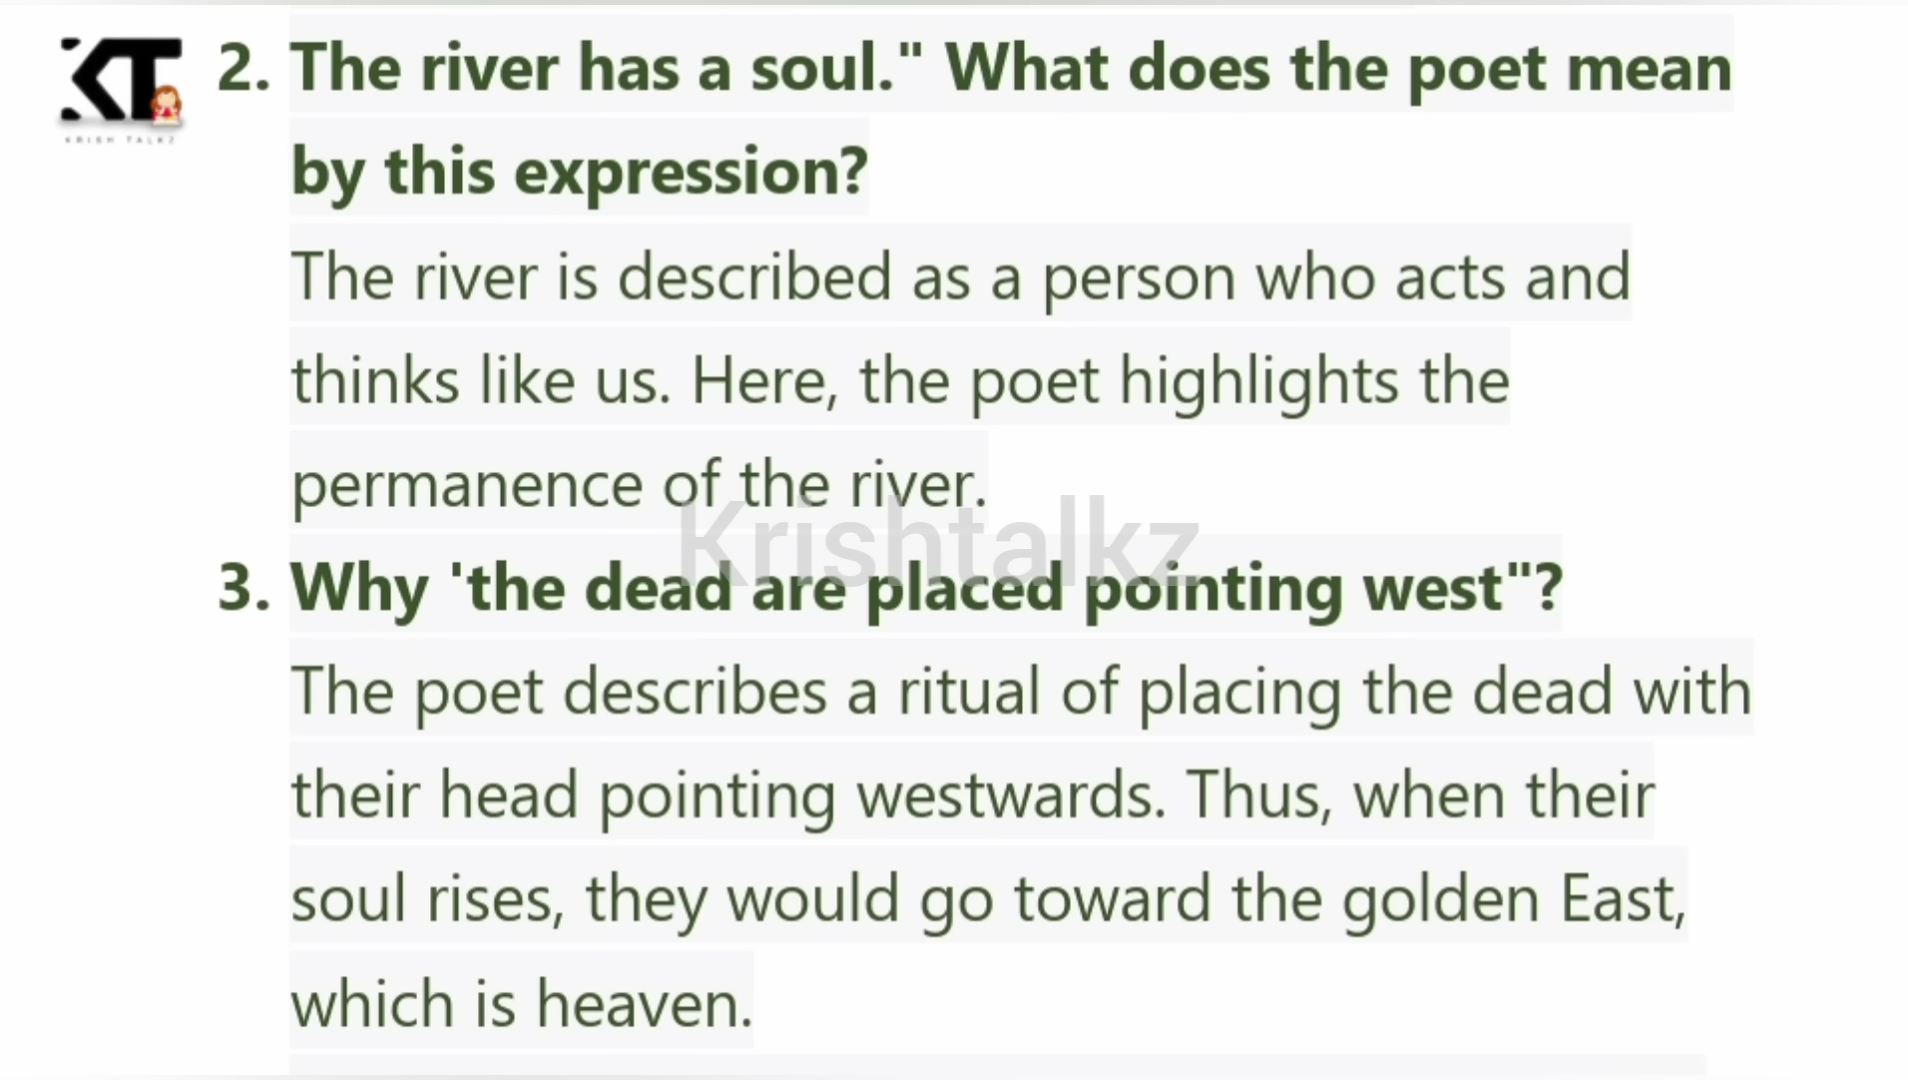 KT
KRISH TALKZ
2. The river has a soul." What does the poet mean
by this expression?
The river is described as a person who acts and
thinks like us. Here, the poet highlights the
permanence of the river.
Krishtalkz
3. Why 'the dead are placed pointing west"?
The poet describes a ritual of placing the dead with
their head pointing westwards. Thus, when their
soul rises, they would go toward the golden East,
which is heaven.